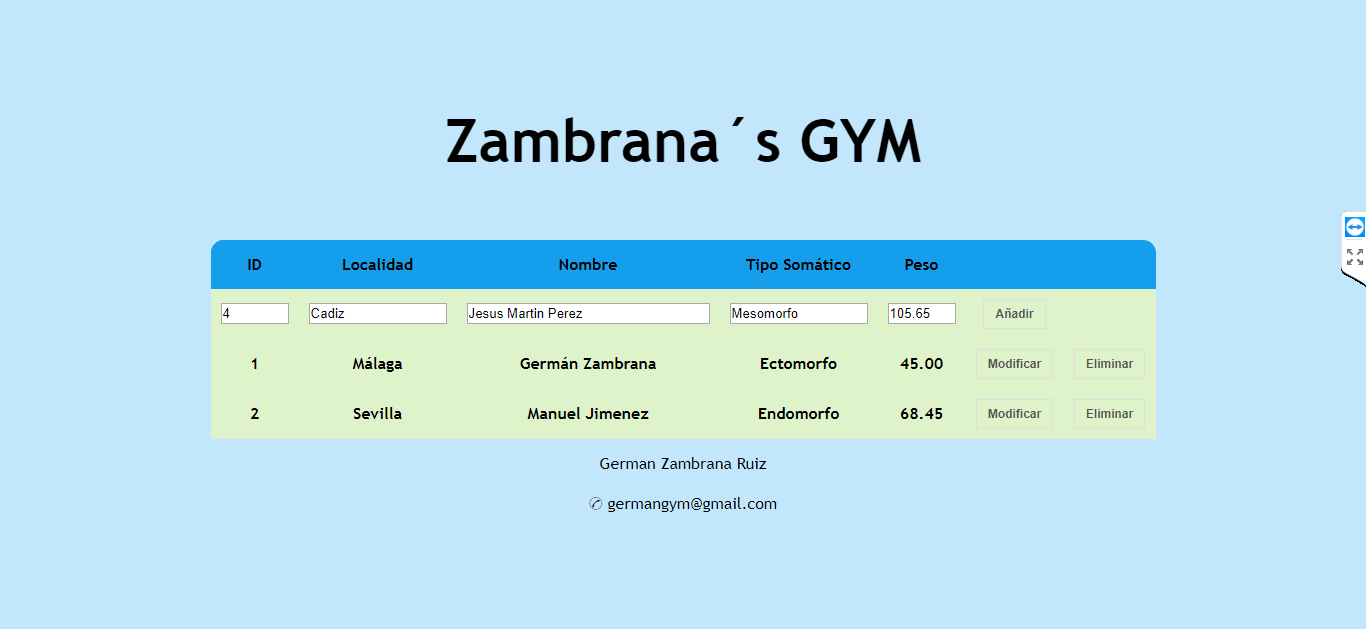 Zambrana´s GYM
ID Localidad Nombre Tipo Somático Peso
4 Cadiz Jesus Martin Perez Mesomorfo 105.65 Añadir
1 Málaga Germán Zambrana Ectomorfo 45.00 Modificar Eliminar
2 Sevilla Manuel Jimenez Endomorfo 68.45 Modificar Eliminar
German Zambrana Ruiz
✆ germangym@gmail.com